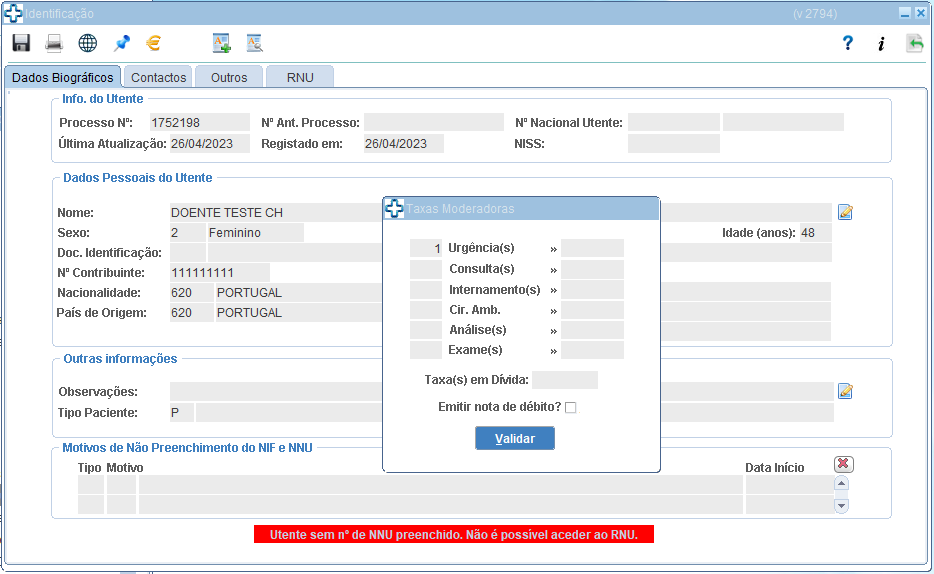 Identificação (v 2794)
Dados Biográficos Contactos Outros RNU
Info. do Utente
Processo Nº: 1752198 Nº Ant. Processo: Nº Nacional Utente:
Última Atualização: 26/04/2023 Registado em: 26/04/2023 NISS:
Dados Pessoais do Utente
Nome: DOENTE TESTE CH
Sexo: 2 Feminino Idade (anos): 48
Doc. Identificação:
Nº Contribuinte: 111111111
Nacionalidade: 620 PORTUGAL
País de Origem: 620 PORTUGAL
Taxas Moderadoras
1 Urgência(s) »
Consulta(s) »
Internamento(s) »
Cir. Amb. »
Análise(s) »
Exame(s) »
Taxa(s) em Dívida:
Emitir nota de débito?
Validar
Outras informações
Observações:
Tipo Paciente: P
Motivos de Não Preenchimento do NIF e NNU
Tipo Motivo Data Início
Utente sem nº de NNU preenchido. Não é possível aceder ao RNU.